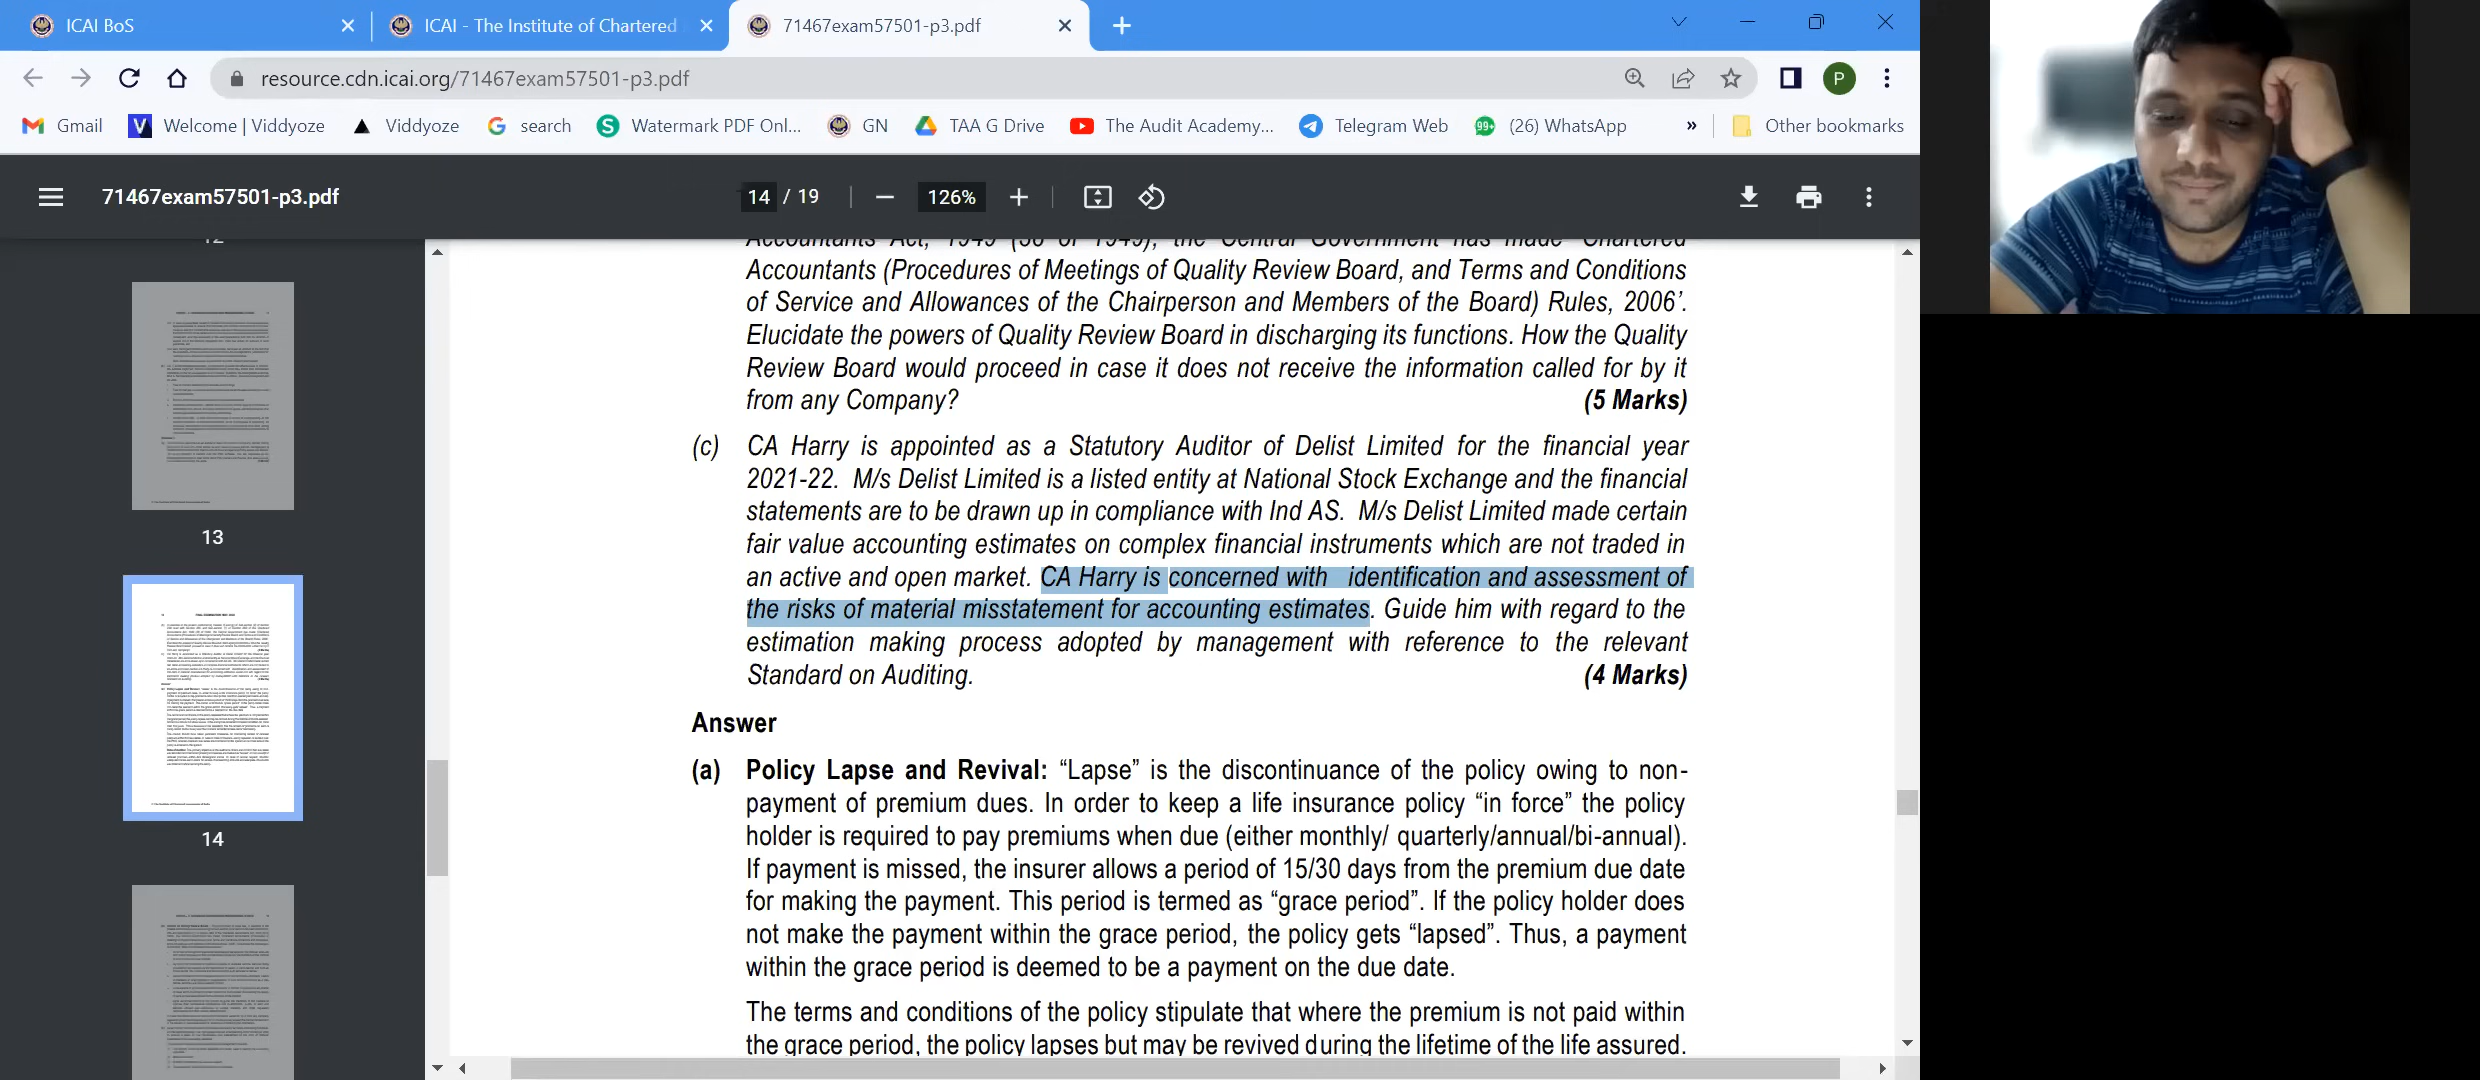 ICAI BoS
ICAI - The Institute of Chartered
71467exam57501-p3.pdf
resource.cdn.icai.org/71467exam57501-p3.pdf
P
Gmail
Welcome | Viddyoze
Viddyoze
search
Watermark PDF Onl...
GN
TAA G Drive
The Audit Academy...
Telegram Web
99+
(26) WhatsApp
»
Other bookmarks
71467exam57501-p3.pdf
14 / 19
126%
12
13
14
Accountants Act, 1949 (38 of 1949), the Central Government has made 'Chartered
Accountants (Procedures of Meetings of Quality Review Board, and Terms and Conditions
of Service and Allowances of the Chairperson and Members of the Board) Rules, 2006'.
Elucidate the powers of Quality Review Board in discharging its functions. How the Quality
Review Board would proceed in case it does not receive the information called for by it
from any Company? (5 Marks)
(c) CA Harry is appointed as a Statutory Auditor of Delist Limited for the financial year
2021-22. M/s Delist Limited is a listed entity at National Stock Exchange and the financial
statements are to be drawn up in compliance with Ind AS. M/s Delist Limited made certain
fair value accounting estimates on complex financial instruments which are not traded in
an active and open market. CA Harry is concerned with identification and assessment of
the risks of material misstatement for accounting estimates. Guide him with regard to the
estimation making process adopted by management with reference to the relevant
Standard on Auditing. (4 Marks)
Answer
(a) Policy Lapse and Revival: “Lapse” is the discontinuance of the policy owing to non-
payment of premium dues. In order to keep a life insurance policy “in force” the policy
holder is required to pay premiums when due (either monthly/ quarterly/annual/bi-annual).
If payment is missed, the insurer allows a period of 15/30 days from the premium due date
for making the payment. This period is termed as “grace period”. If the policy holder does
not make the payment within the grace period, the policy gets “lapsed”. Thus, a payment
within the grace period is deemed to be a payment on the due date.
The terms and conditions of the policy stipulate that where the premium is not paid within
the grace period, the policy lapses but may be revived during the lifetime of the life assured.